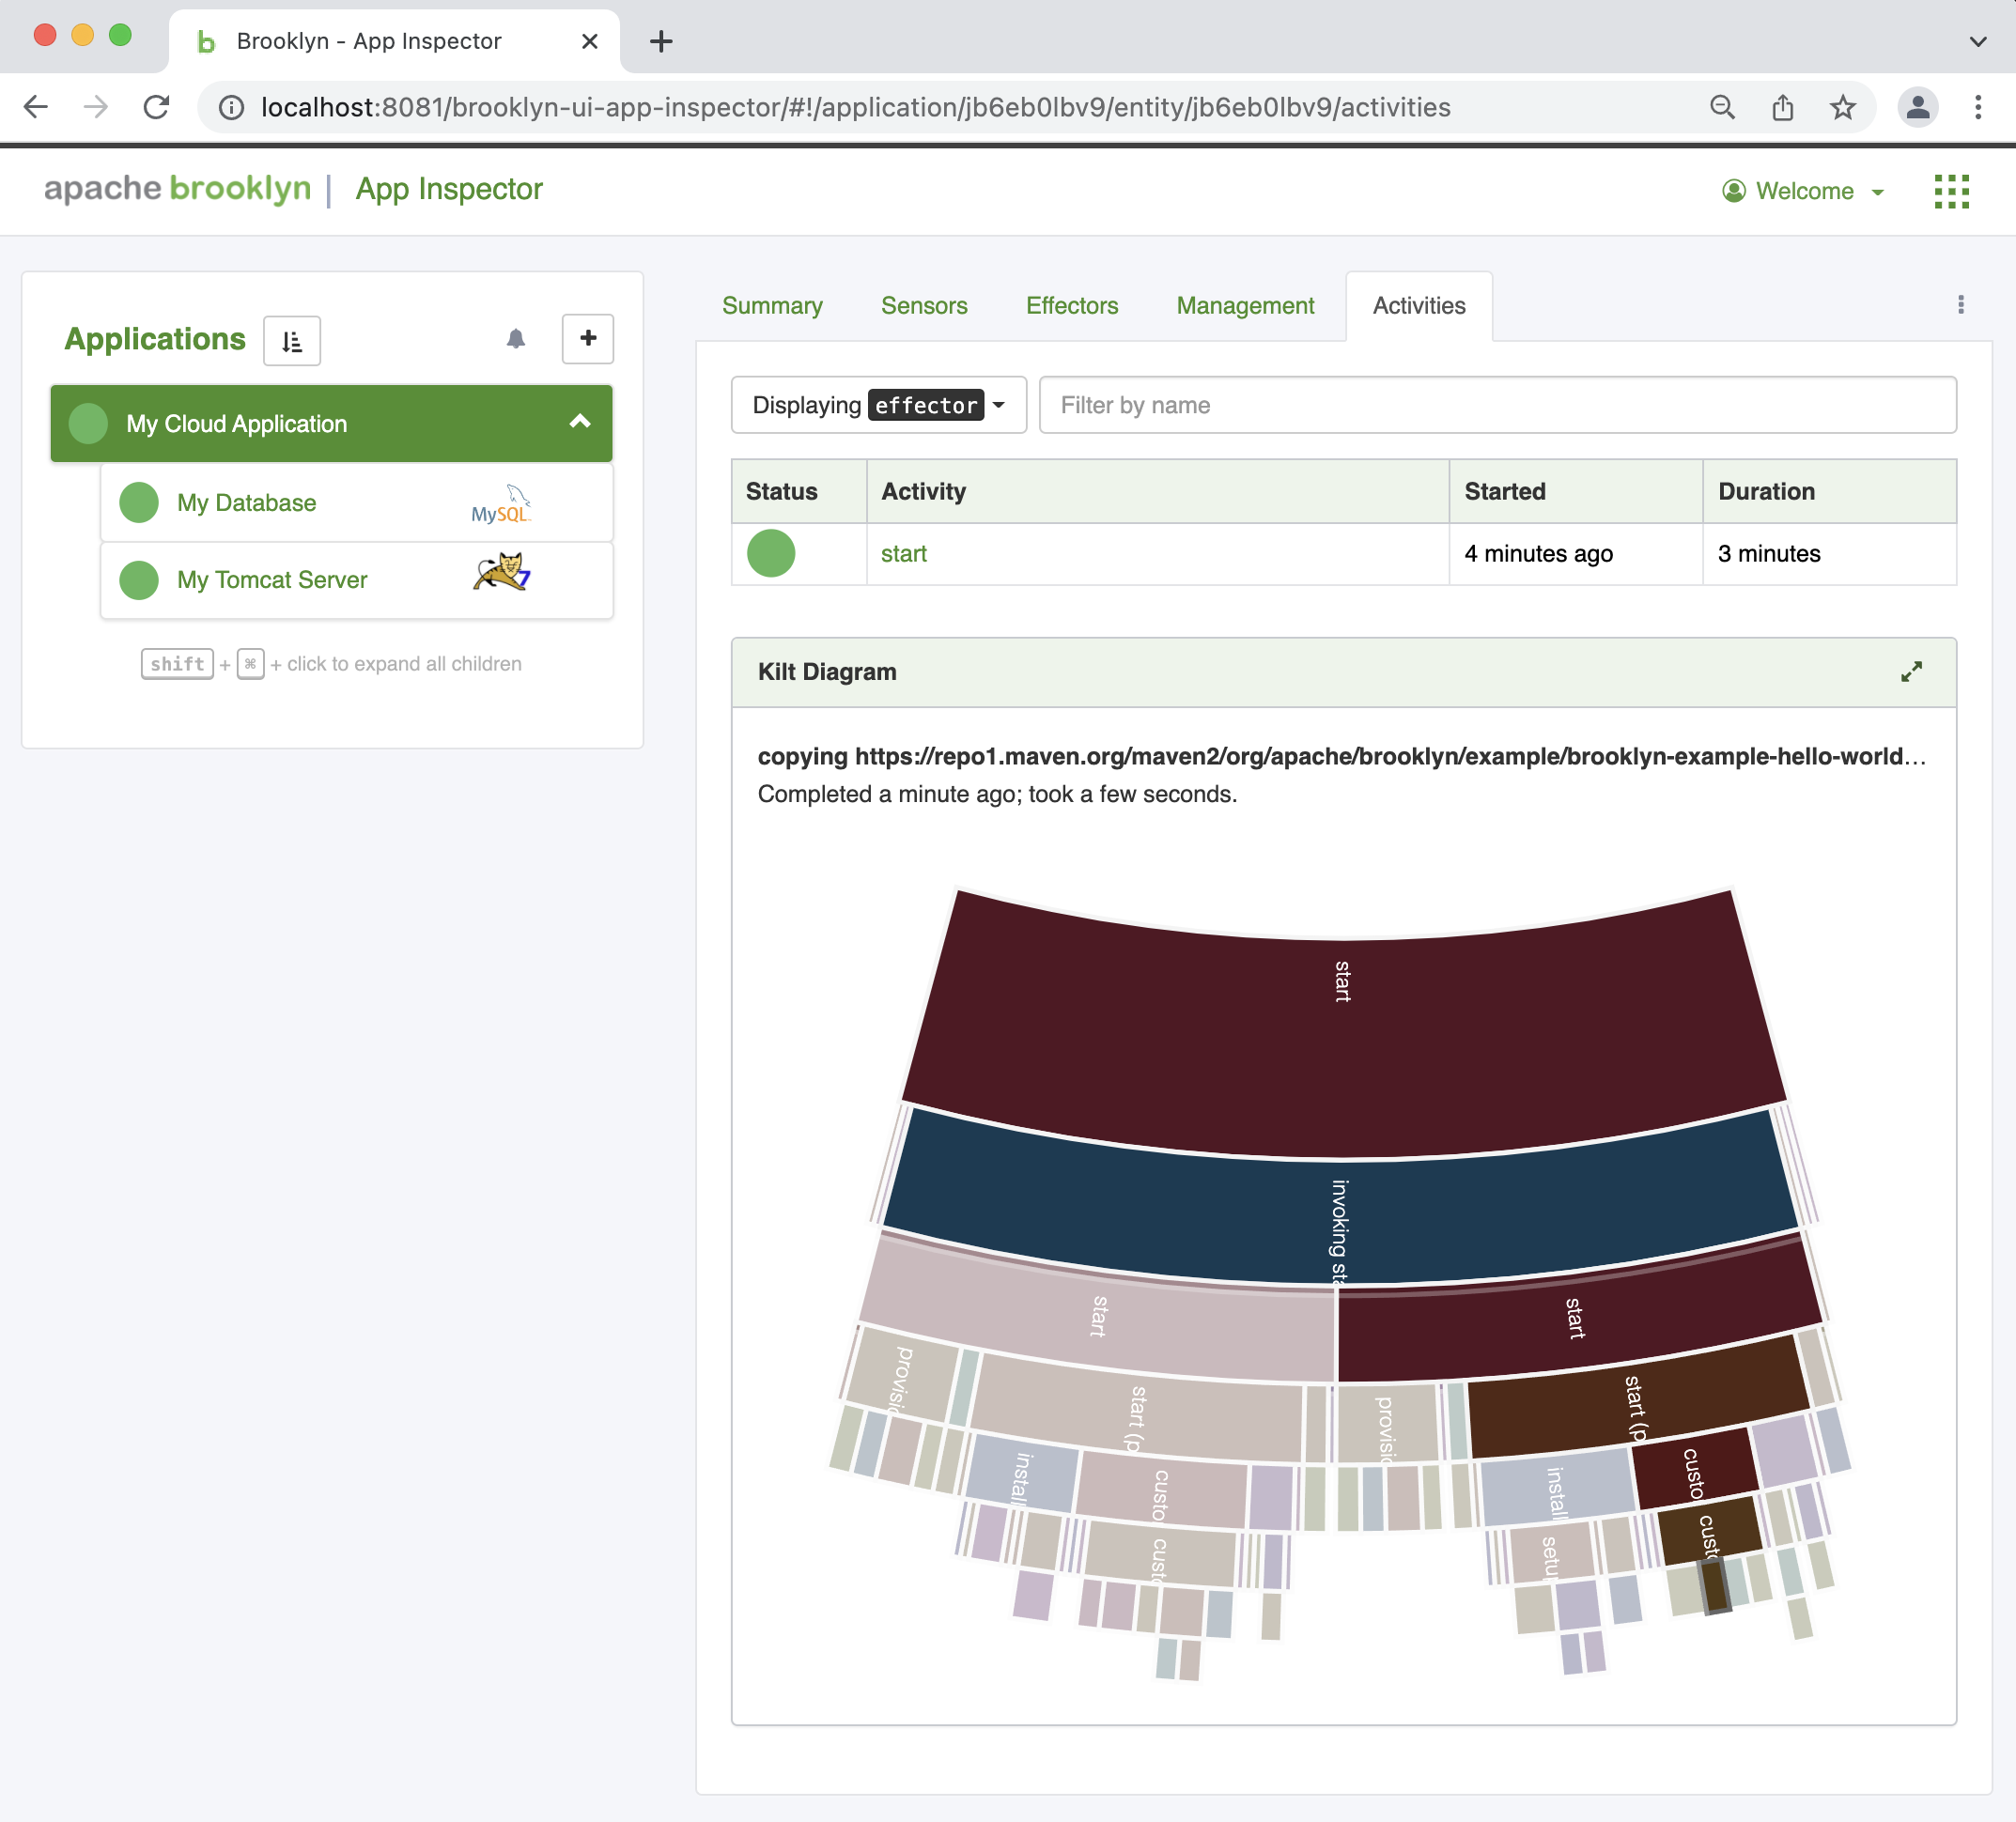 Brooklyn - App Inspector
localhost:8081/brooklyn-ui-app-inspector/#!/application/jb6eb0lbv9/entity/jb6eb0lbv9/activities
apache brooklyn | App Inspector
Welcome
Applications
My Cloud Application
My Database
MySQL
My Tomcat Server
7
shift + ⌘ + click to expand all children
Summary
Sensors
Effectors
Management
Activities
Displaying effector
Filter by name
Status Activity Started Duration
start 4 minutes ago 3 minutes
Kilt Diagram
copying https://repo1.maven.org/maven2/org/apache/brooklyn/example/brooklyn-example-hello-world...
Completed a minute ago; took a few seconds.
start
invoking sta
start
start
provisi
start (p
provisi
start (p
install
custo
install
custo
custo
setu
custo